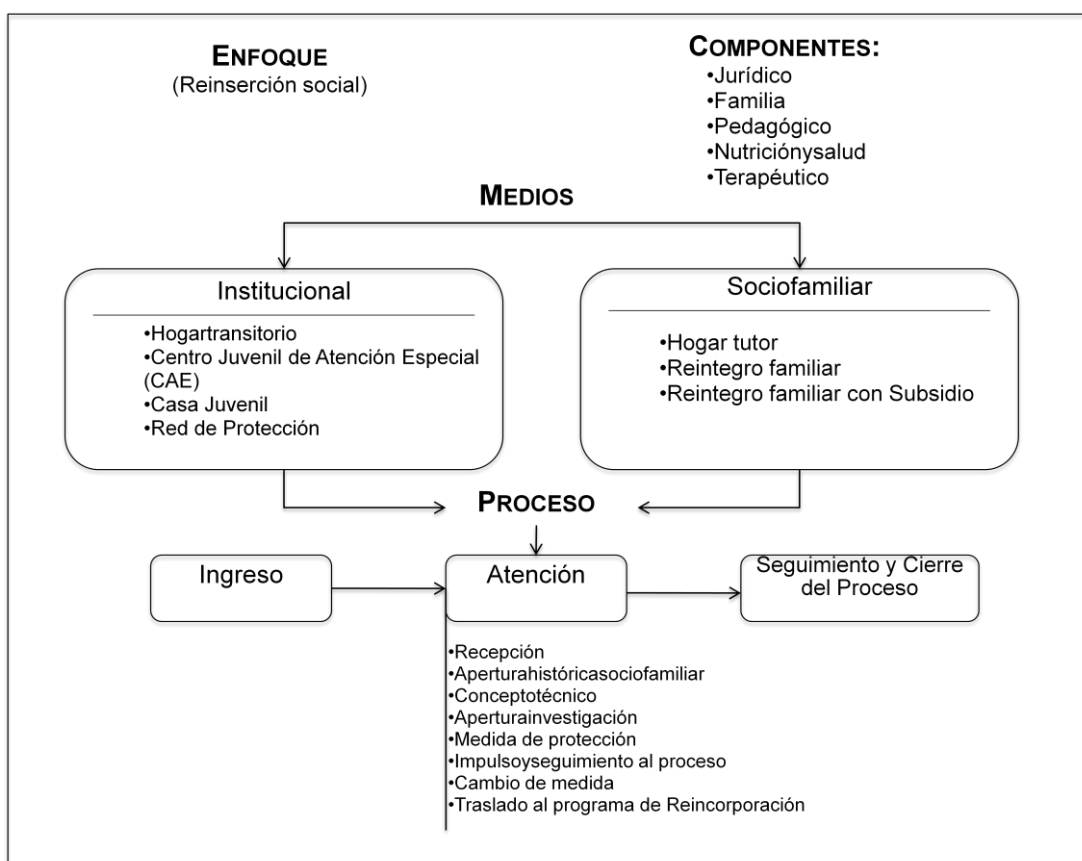 ENFOQUE
(Reinserción social)
COMPONENTES:
•Jurídico
•Familia
•Pedagógico
•Nutriciónysalud
•Terapéutico
MEDIOS
Institucional
•Hogartransitorio
•Centro Juvenil de Atención Especial
(CAE)
•Casa Juvenil
•Red de Protección
Sociofamiliar
•Hogar tutor
•Reintegro familiar
•Reintegro familiar con Subsidio
PROCESO
Ingreso
Atención
Seguimiento y Cierre
del Proceso
•Recepción
•Aperturahistóricasociofamiliar
•Conceptotécnico
•Aperturainvestigación
•Medida de protección
•Impulsoyseguimiento al proceso
•Cambio de medida
•Traslado al programa de Reincorporación